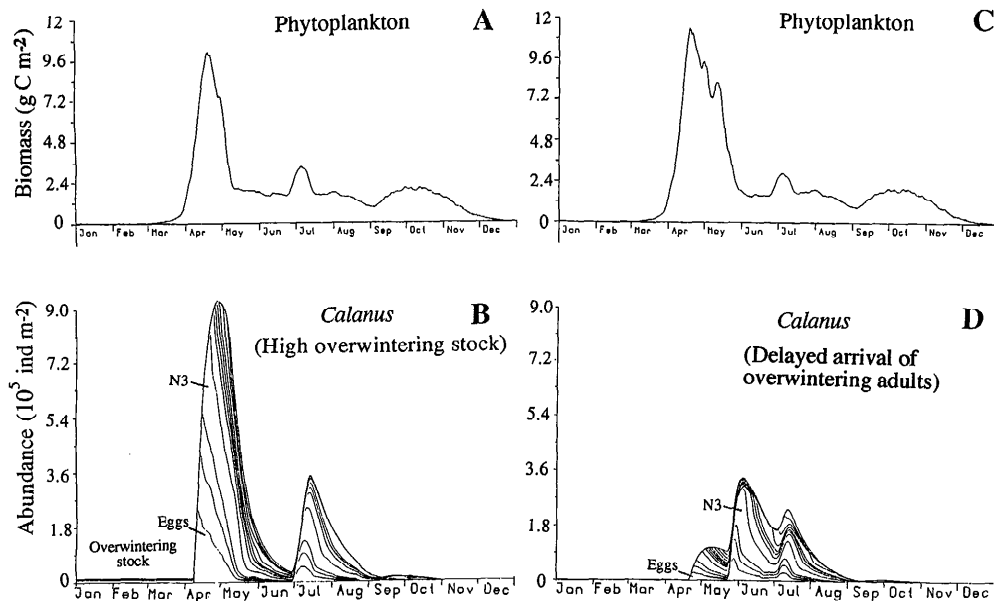 Phytoplankton A
Biomass (g C m-2)
12
9.6
7.2
4.8
2.4
0
Jan Feb Mar Apr May Jun Jul Aug Sep Oct Nov Dec
Phytoplankton C
12
9.6
7.2
4.8
2.4
0
Jan Feb Mar Apr May Jun Jul Aug Sep Oct Nov Dec
Calanus B
(High overwintering stock)
Abundance (10^5 ind m-2)
9.0
7.2
5.4
3.6
1.8
0
N3
Eggs
Overwintering
stock
Jan Feb Mar Apr May Jun Jul Aug Sep Oct Nov Dec
Calanus D
(Delayed arrival of
overwintering adults)
9.0
7.2
5.4
3.6
1.8
0
N3
Eggs
Jan Feb Mar Apr May Jun Jul Aug Sep Oct Nov Dec